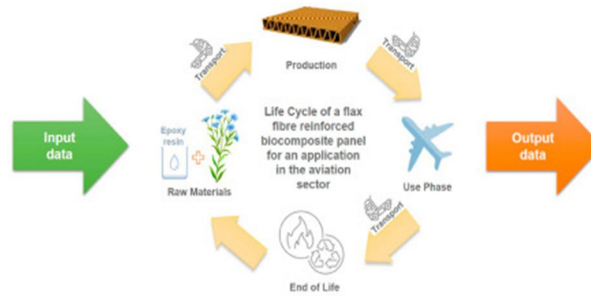 Transport
Production
Transport
Input
data
Epoxy
resin
Raw Materials
Life Cycle of a flax
fibre reinforced
biocomposite panel
for an application
in the aviation
sector
Use Phase
Output
data
Transport
End of Life